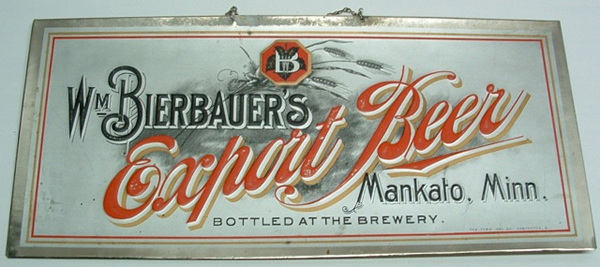 B
Wm Bierbauer's
Export Beer
Mankato, Minn.
BOTTLED AT THE BREWERY.